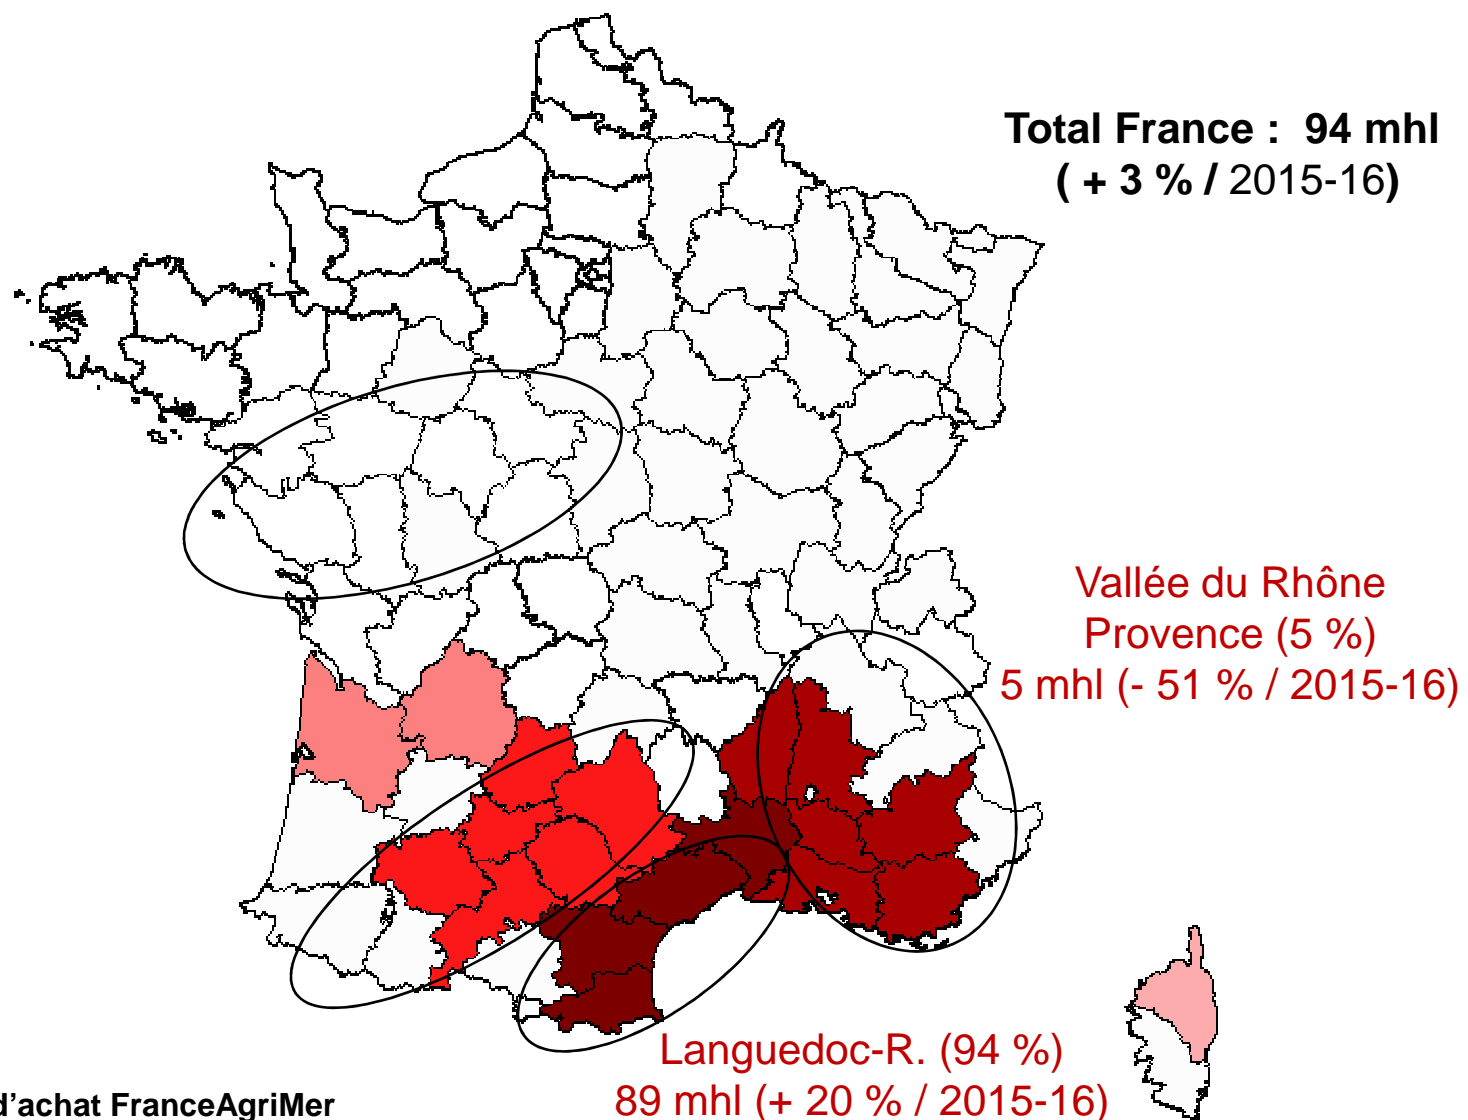 Total France : 94 mhl
( + 3 % / 2015-16)
Vallée du Rhône
Provence (5 %)
5 mhl (- 51 % / 2015-16)
Languedoc-R. (94 %)
89 mhl (+ 20 % / 2015-16)
d'achat FranceAgriMer